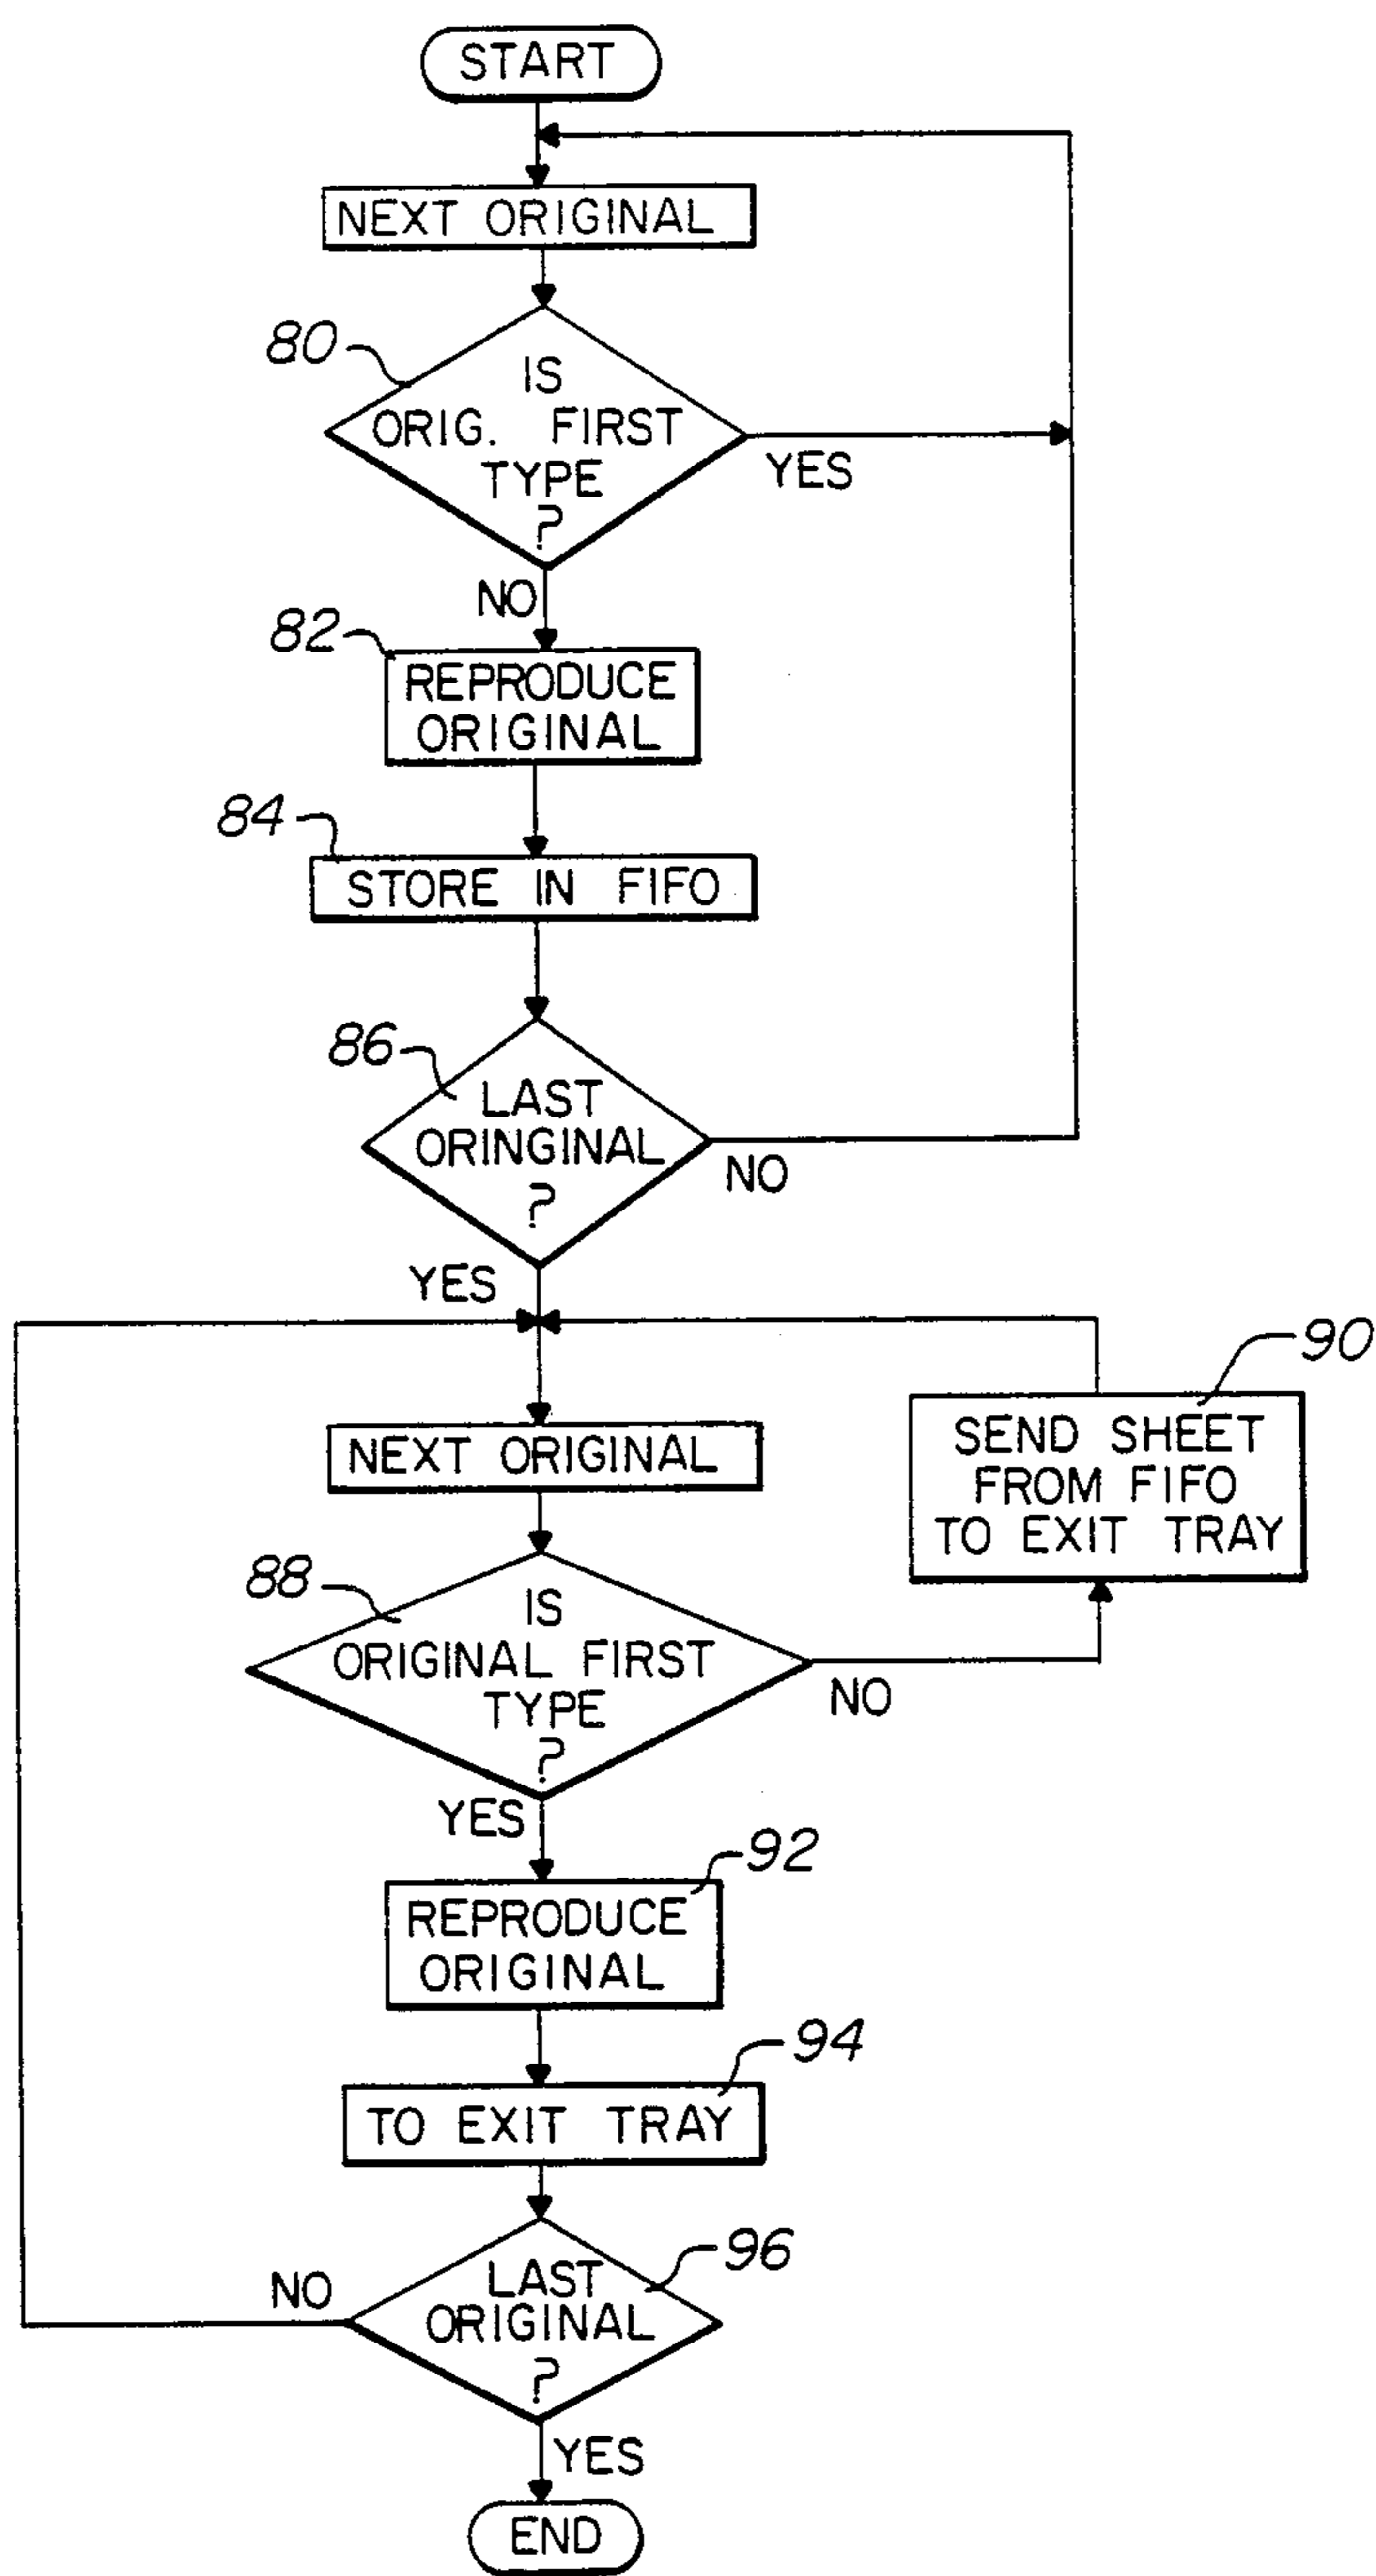 START
NEXT ORIGINAL
80
IS
ORIG. FIRST
TYPE
?
YES
NO
82
REPRODUCE
ORIGINAL
84
STORE IN FIFO
86
LAST
ORINGINAL
?
NO
YES
90
SEND SHEET
FROM FIFO
TO EXIT TRAY
NEXT ORIGINAL
88
IS
ORIGINAL FIRST
TYPE
?
NO
YES
92
REPRODUCE
ORIGINAL
94
TO EXIT TRAY
96
LAST
ORIGINAL
?
NO
YES
END